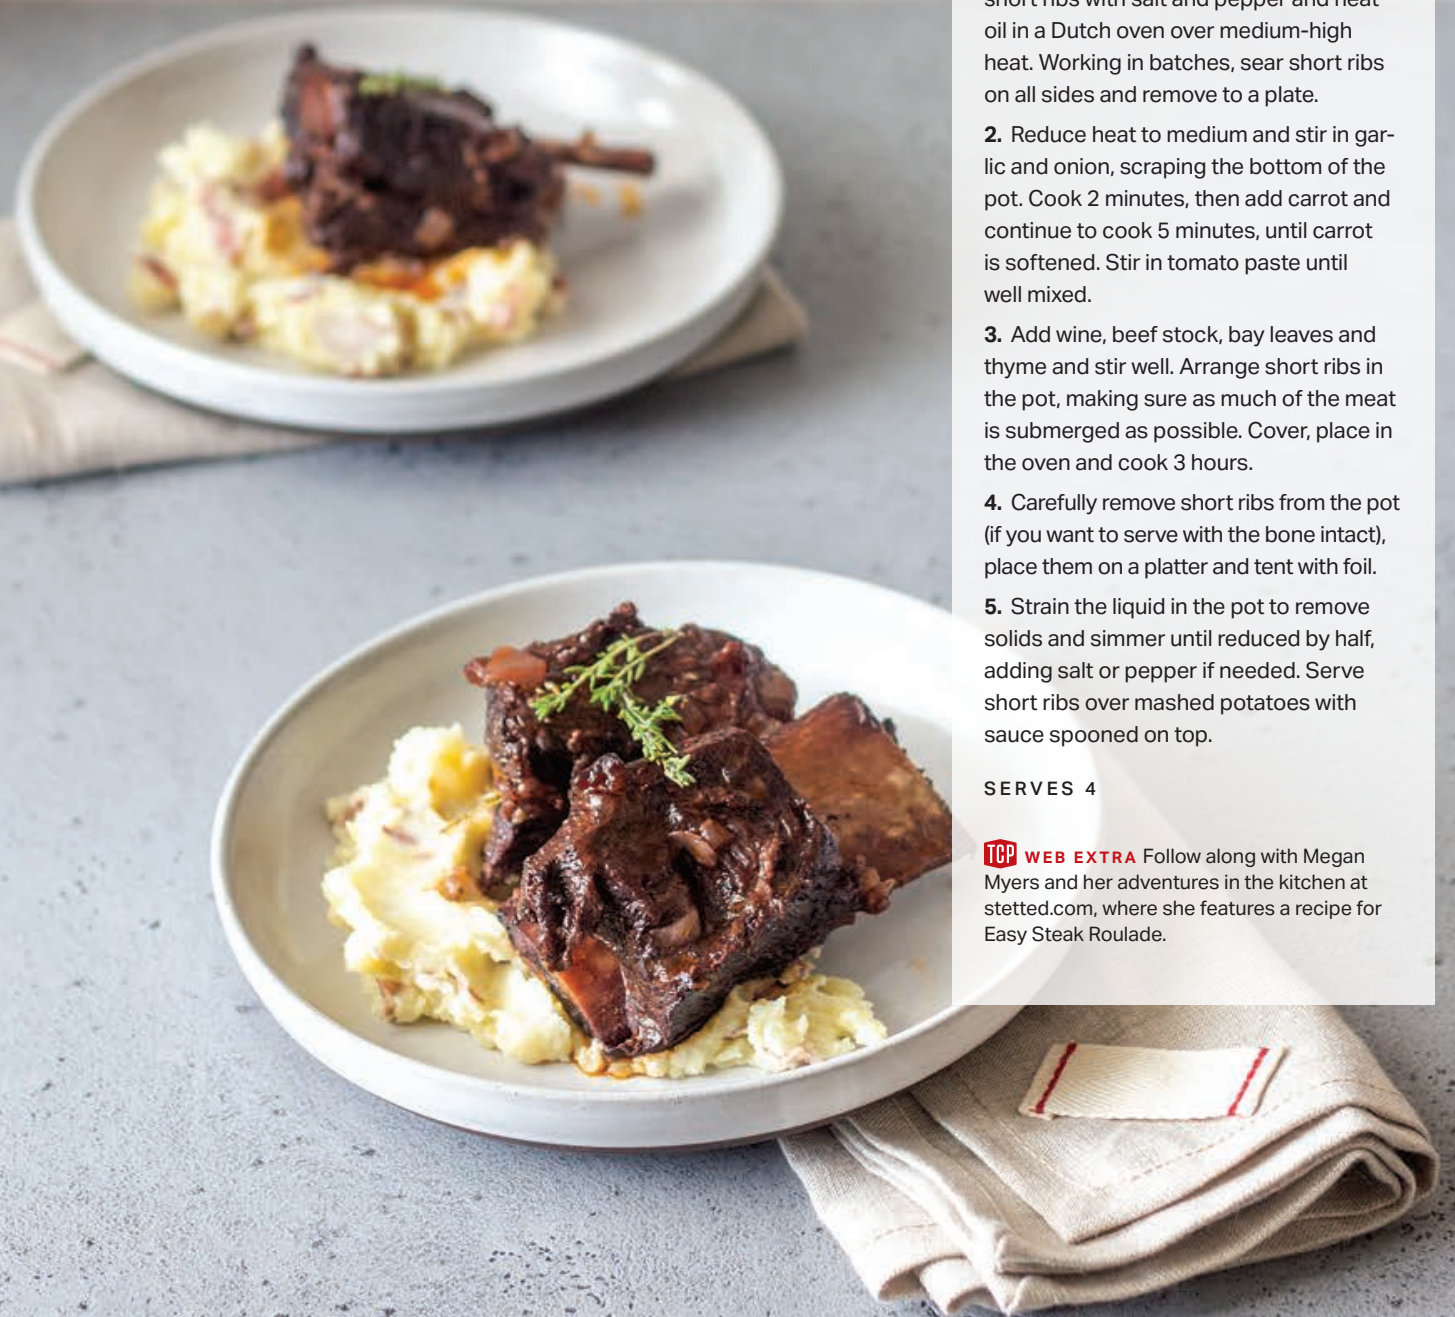 short ribs with salt and pepper and heat
oil in a Dutch oven over medium-high
heat. Working in batches, sear short ribs
on all sides and remove to a plate.
2. Reduce heat to medium and stir in gar-
lic and onion, scraping the bottom of the
pot. Cook 2 minutes, then add carrot and
continue to cook 5 minutes, until carrot
is softened. Stir in tomato paste until
well mixed.
3. Add wine, beef stock, bay leaves and
thyme and stir well. Arrange short ribs in
the pot, making sure as much of the meat
is submerged as possible. Cover, place in
the oven and cook 3 hours.
4. Carefully remove short ribs from the pot
(if you want to serve with the bone intact),
place them on a platter and tent with foil.
5. Strain the liquid in the pot to remove
solids and simmer until reduced by half,
adding salt or pepper if needed. Serve
short ribs over mashed potatoes with
sauce spooned on top.
SERVES 4
TCP WEB EXTRA Follow along with Megan
Myers and her adventures in the kitchen at
stetted.com, where she features a recipe for
Easy Steak Roulade.